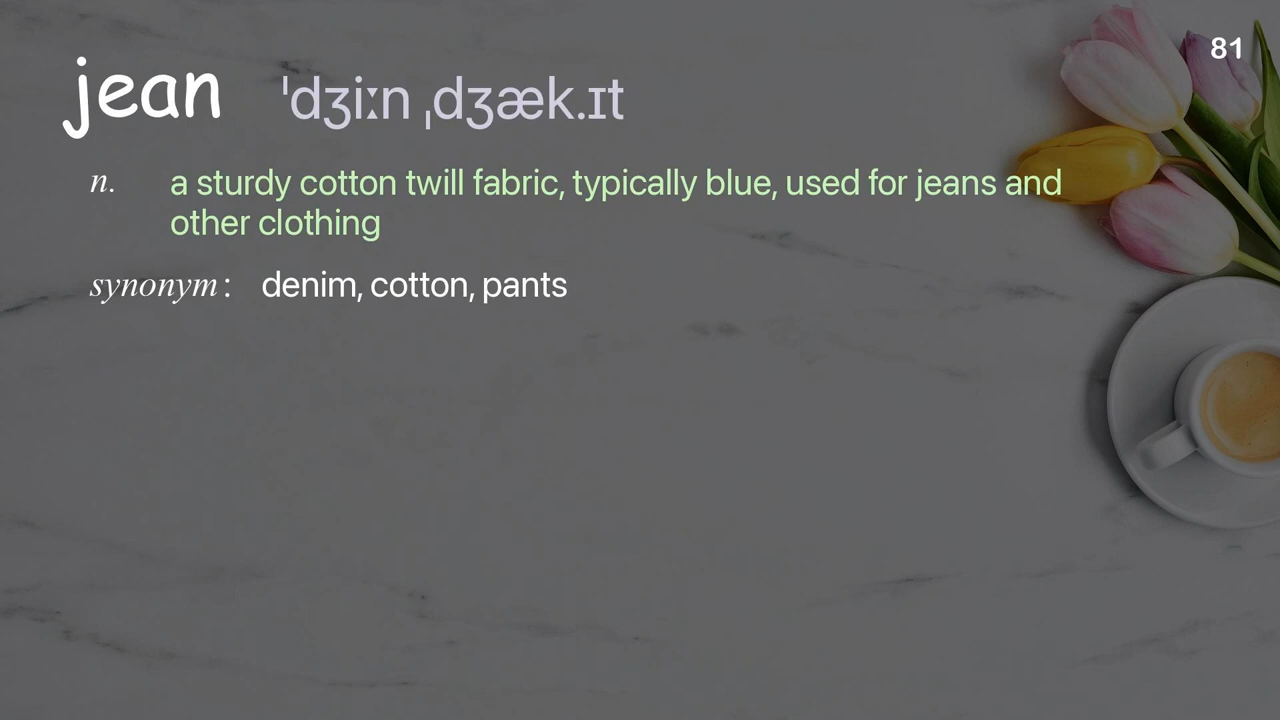 81
jean ˈdʒiːn ˌdʒæk.ɪt
n. a sturdy cotton twill fabric, typically blue, used for jeans and
other clothing
synonym: denim, cotton, pants